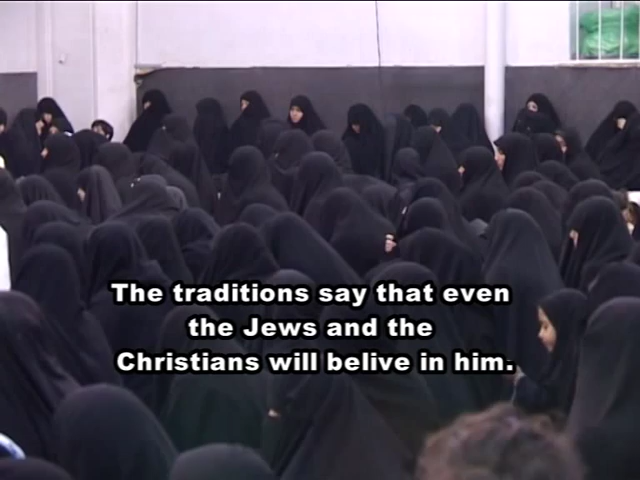 The traditions say that even
the Jews and the
Christians will belive in him.